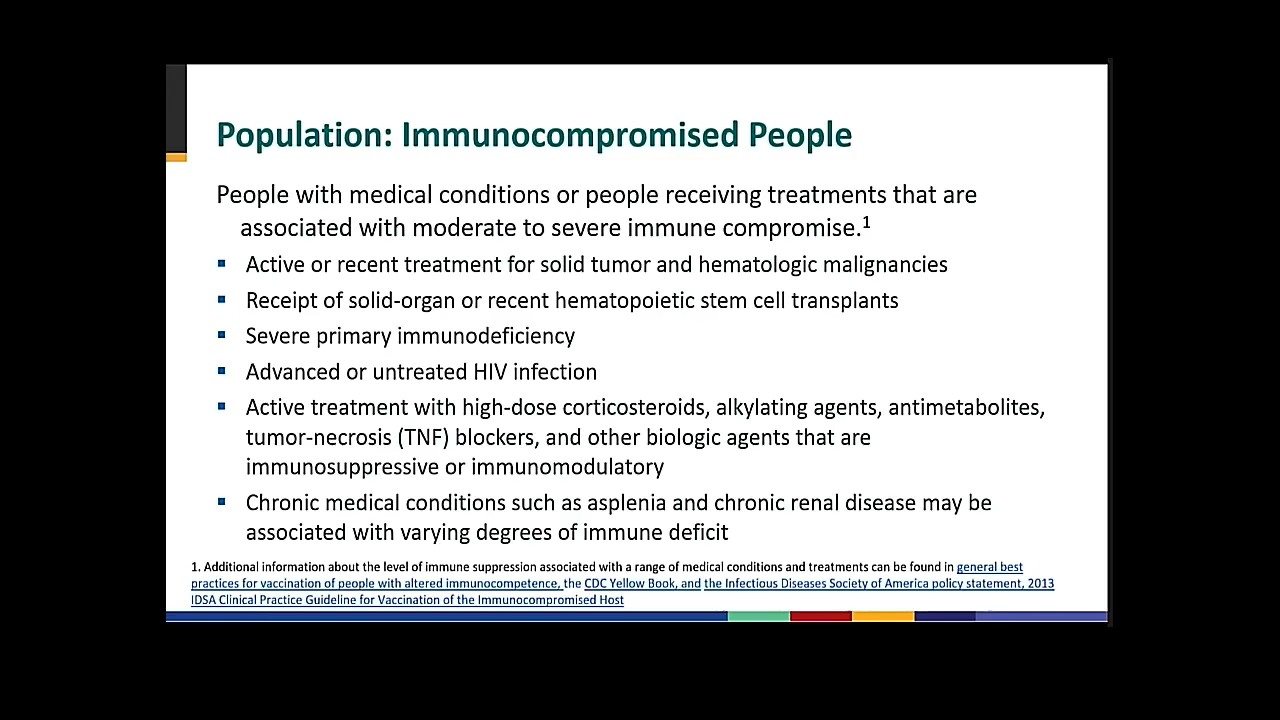 Population: Immunocompromised People
People with medical conditions or people receiving treatments that are
associated with moderate to severe immune compromise.¹
▪ Active or recent treatment for solid tumor and hematologic malignancies
▪ Receipt of solid-organ or recent hematopoietic stem cell transplants
▪ Severe primary immunodeficiency
▪ Advanced or untreated HIV infection
▪ Active treatment with high-dose corticosteroids, alkylating agents, antimetabolites,
tumor-necrosis (TNF) blockers, and other biologic agents that are
immunosuppressive or immunomodulatory
▪ Chronic medical conditions such as asplenia and chronic renal disease may be
associated with varying degrees of immune deficit
1. Additional information about the level of immune suppression associated with a range of medical conditions and treatments can be found in general best
practices for vaccination of people with altered immunocompetence, the CDC Yellow Book, and the Infectious Diseases Society of America policy statement, 2013
IDSA Clinical Practice Guideline for Vaccination of the Immunocompromised Host